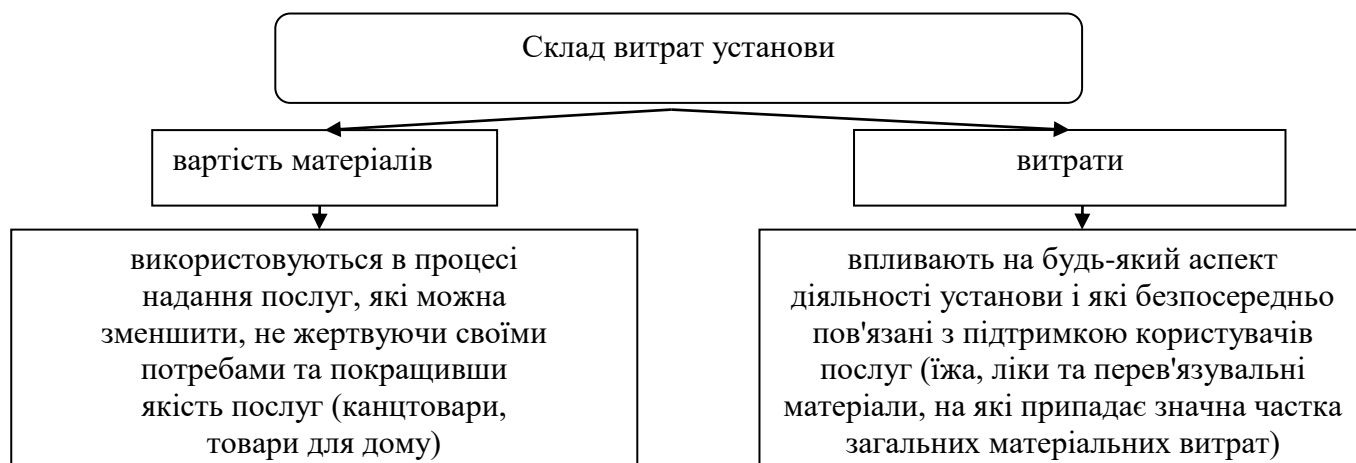 Склад витрат установи
вартість матеріалів
витрати
використовуються в процесі
надання послуг, які можна
зменшити, не жертвуючи своїми
потребами та покращивши
якість послуг (канцтовари,
товари для дому)
впливають на будь-який аспект
діяльності установи і які безпосередньо
пов'язані з підтримкою користувачів
послуг (їжа, ліки та перев'язувальні
матеріали, на які припадає значна частка
загальних матеріальних витрат)